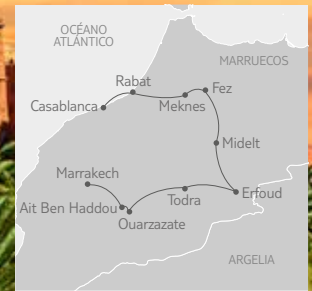 OCÉANO
ATLÁNTICO
MARRUECOS
Rabat
Fez
Casablanca
Meknes
Midelt
Marrakech
Erfoud
Todra
Ait Ben Haddou
Ouarzazate
ARGELIA